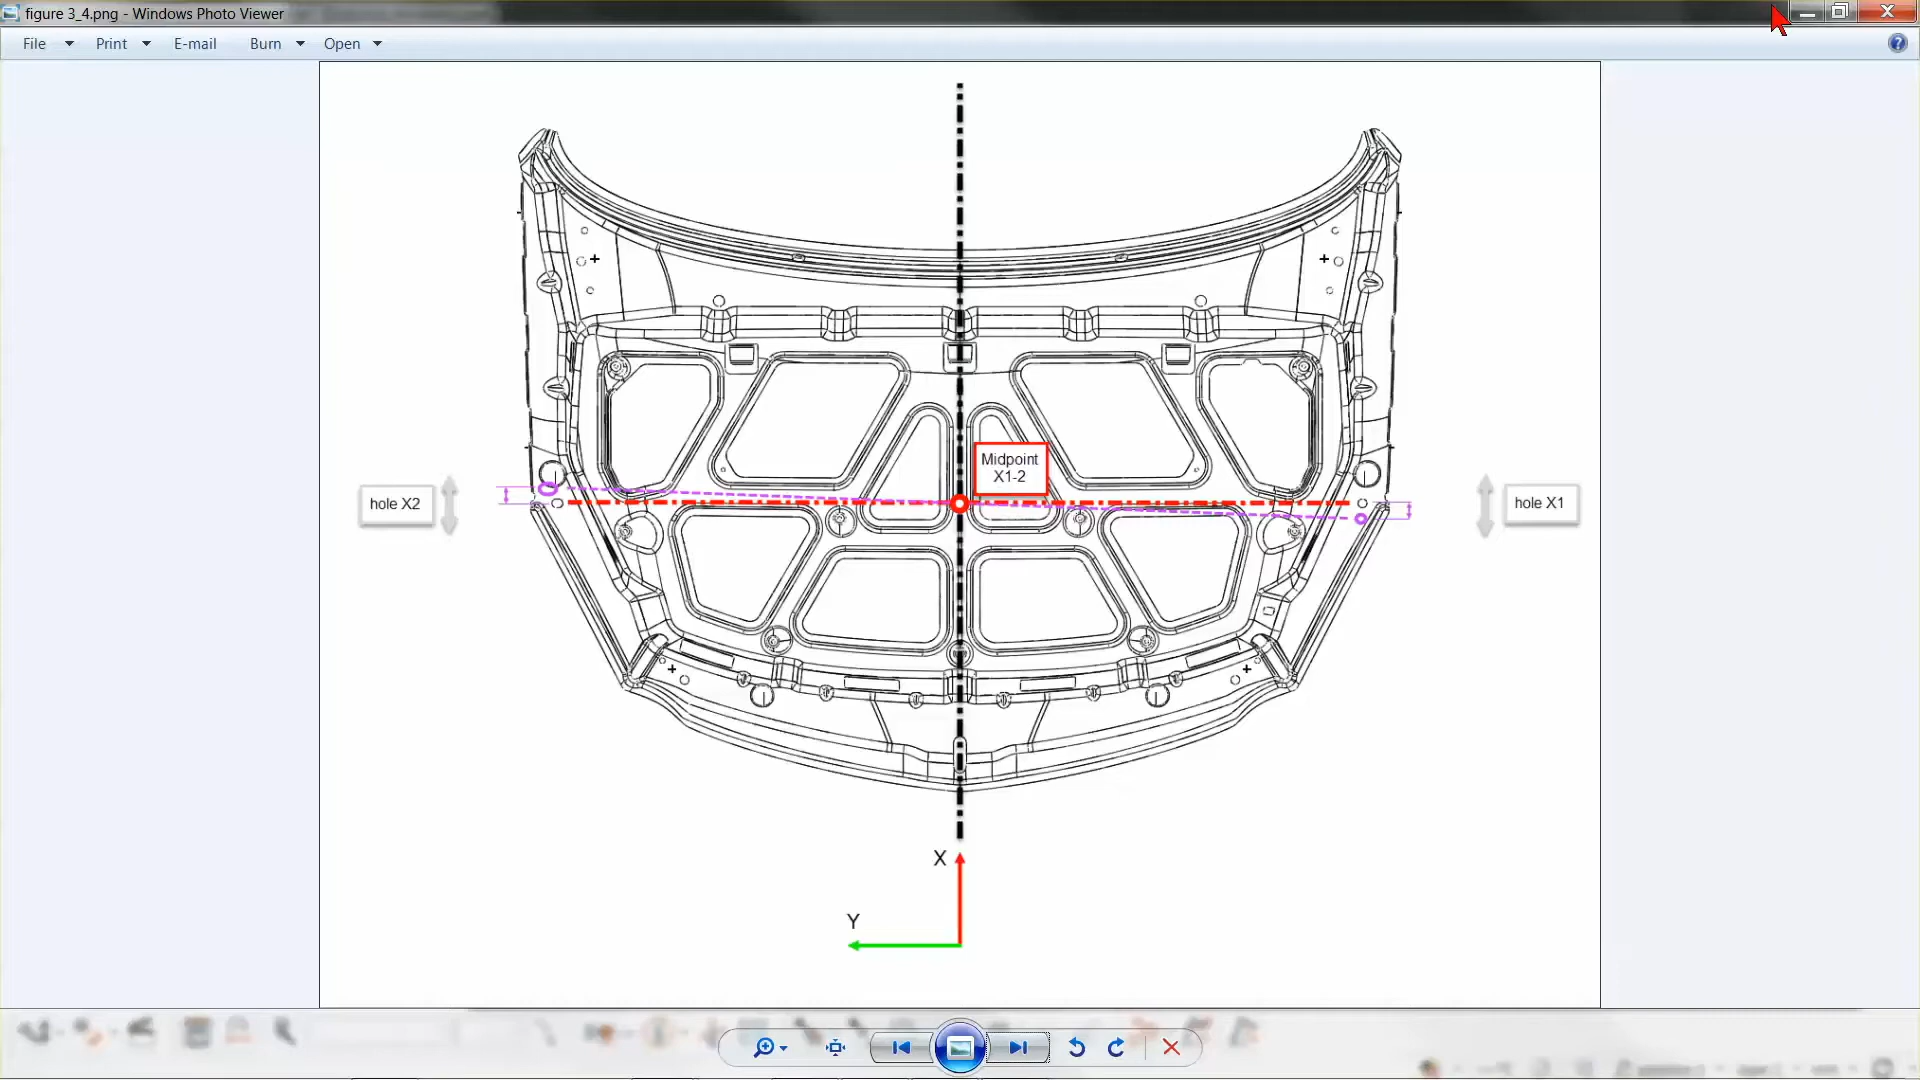 figure 3_4.png - Windows Photo Viewer
File Print E-mail Burn Open
Midpoint
X1-2
hole X2
hole X1
X
Y